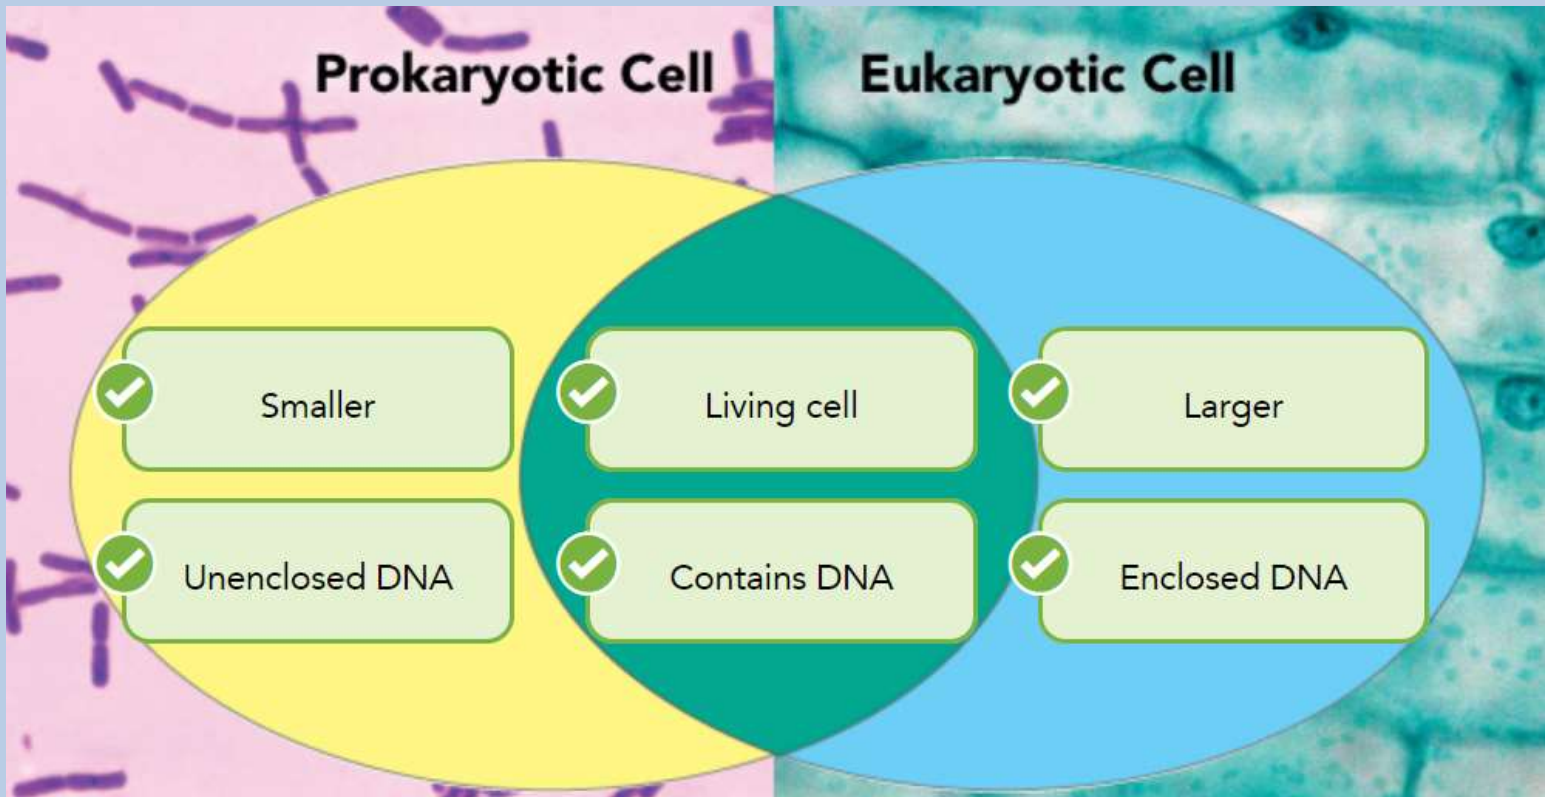 Prokaryotic Cell
Eukaryotic Cell
Smaller
Living cell
Larger
Unenclosed DNA
Contains DNA
Enclosed DNA